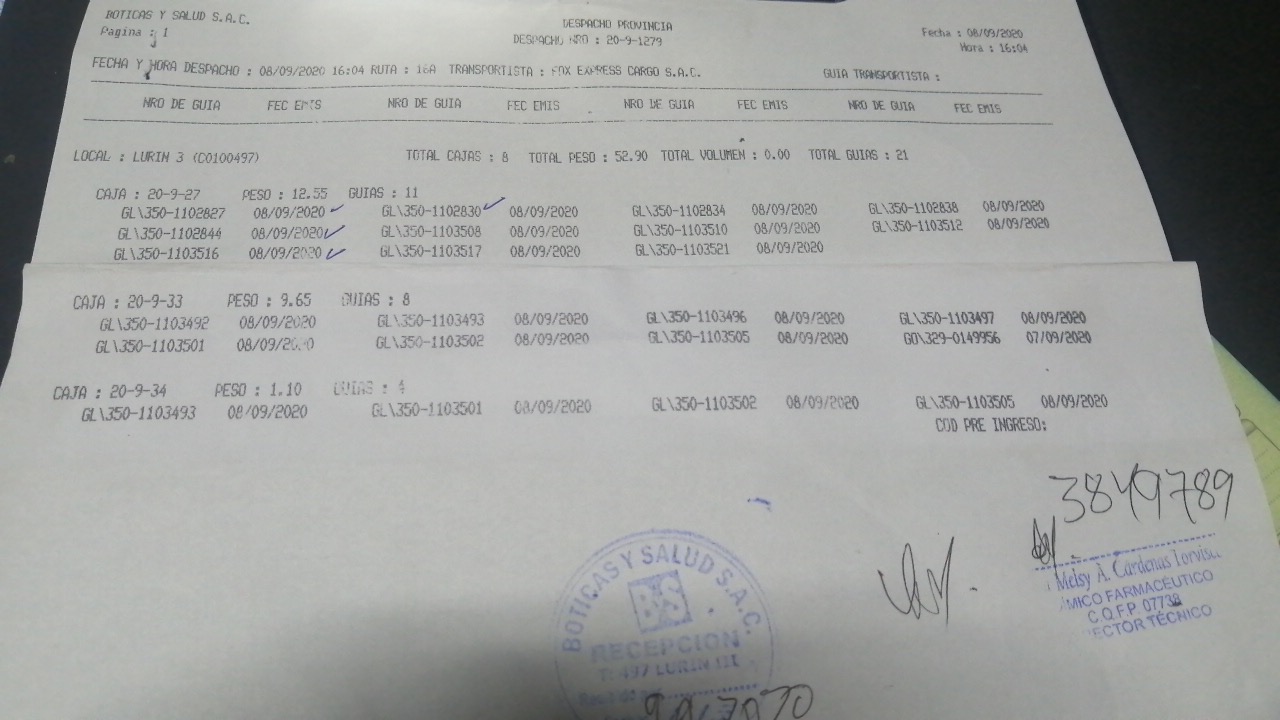 BOTICAS Y SALUD S.A.C.
DESPACHO PROVINCIA
Fecha : 08/09/2020
Pagina : 1
DESPACHO NRO : 20-9-1279
Hora : 16:04
FECHA Y HORA DESPACHO : 08/09/2020 16:04 RUTA : 16A TRANSPORTISTA : FOX EXPRESS CARGO S.A.C. GUIA TRANSPORTISTA :
NRO DE GUIA FEC EMIS NRO DE GUIA FEC EMIS NRO DE GUIA FEC EMIS NRO DE GUIA FEC EMIS
LOCAL : LURIN 3 (C0100497) TOTAL CAJAS : 8 TOTAL PESO : 52.90 TOTAL VOLUMEN : 0.00 TOTAL GUIAS : 21
CAJA : 20-9-27 PESO : 12.55 GUIAS : 11
GL\350-1102827 08/09/2020 GL\350-1102830 08/09/2020 GL\350-1102834 08/09/2020 GL\350-1102838 08/09/2020
GL\350-1102844 08/09/2020 GL\350-1103508 08/09/2020 GL\350-1103510 08/09/2020 GL\350-1103512 08/09/2020
GL\350-1103516 08/09/2020 GL\350-1103517 08/09/2020 GL\350-1103521 08/09/2020
CAJA : 20-9-33 PESO : 9.65 GUIAS : 8
GL\350-1103492 08/09/2020 GL\350-1103493 08/09/2020 GL\350-1103496 08/09/2020 GL\350-1103497 08/09/2020
GL\350-1103501 08/09/2020 GL\350-1103502 08/09/2020 GL\350-1103505 08/09/2020 GO\329-0149956 07/09/2020
CAJA : 20-9-34 PESO : 1.10 GUIAS : 4
GL\350-1103493 08/09/2020 GL\350-1103501 08/09/2020 GL\350-1103502 08/09/2020 GL\350-1103505 08/09/2020
COD PRE INGRESO:
3849789
BOTICAS Y SALUD S.A.C.
BS
RECEPCION
LURIN III
Melsy A. Cárdenas
MICO FARMACÉUTICO
C.Q.F.P 07738
ECTOR TÉCNICO